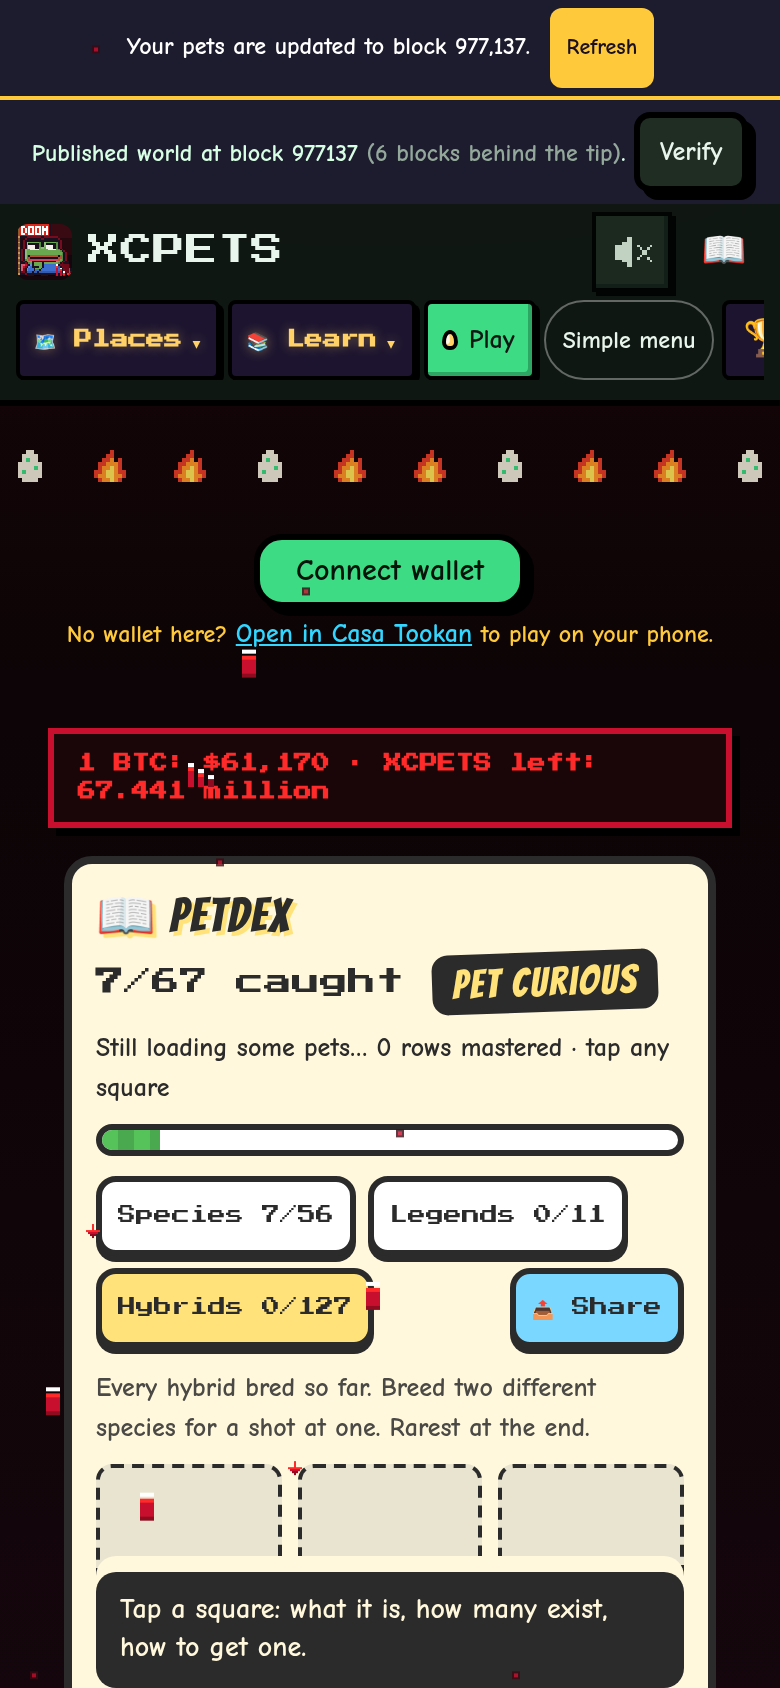 Your pets are updated to block 977,137.
Refresh
Published world at block 977137 (6 blocks behind the tip).
Verify
DOOM
XCPETS
Places ▾
Learn ▾
Play
Simple menu
Connect wallet
No wallet here? Open in Casa Tookan to play on your phone.
1 BTC: $61,170 · XCPETS left:
67.441 million
PETDEX
7/67 caught
PET CURIOUS
Still loading some pets... 0 rows mastered · tap any
square
Species 7/56
Legends 0/11
Hybrids 0/127
Share
Every hybrid bred so far. Breed two different
species for a shot at one. Rarest at the end.
Tap a square: what it is, how many exist,
how to get one.